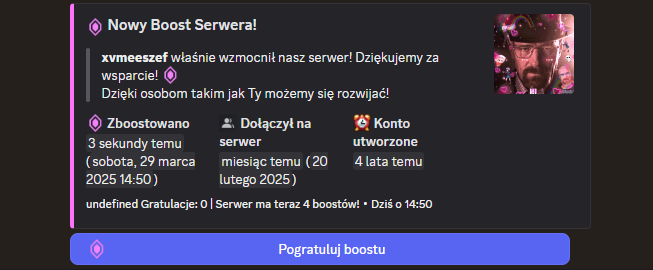 Nowy Boost Serwera!
xvmeeszef właśnie wzmocnił nasz serwer! Dziękujemy za
wsparcie!
Dzięki osobom takim jak Ty możemy się rozwijać!
Zboostowano
3 sekundy temu
(sobota, 29 marca
2025 14:50)
Dołączył na
serwer
miesiąc temu (20
lutego 2025)
Konto
utworzone
4 lata temu
undefined Gratulacje: 0 | Serwer ma teraz 4 boostów! • Dziś o 14:50
Pogratuluj boostu